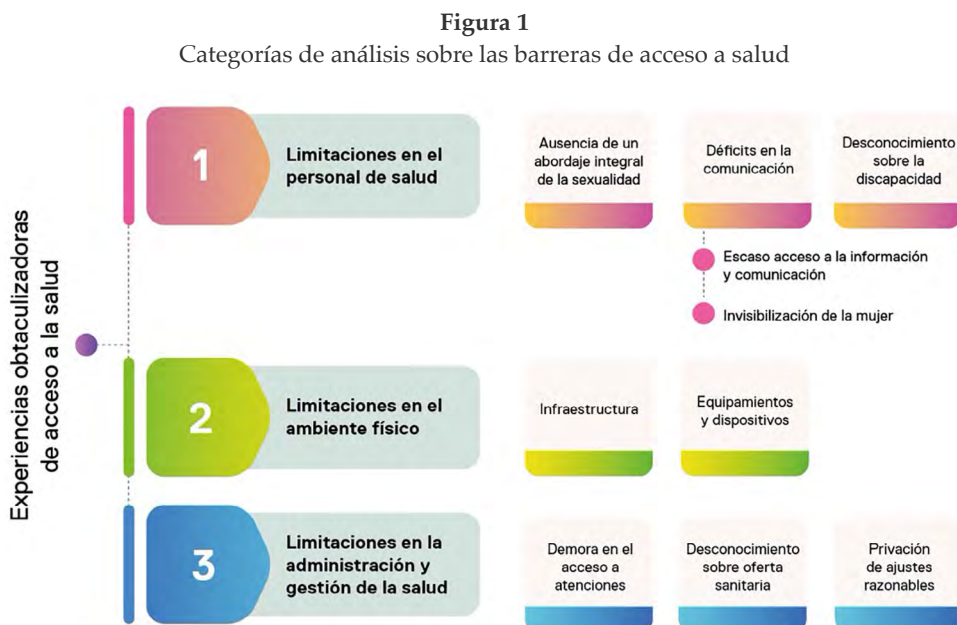 Figura 1
Categorías de análisis sobre las barreras de acceso a salud
Experiencias obtaculizadoras
de acceso a la salud
1
Limitaciones en el
personal de salud
Ausencia de un
abordaje integral
de la sexualidad
Déficits en la
comunicación
Desconocimiento
sobre la
discapacidad
Escaso acceso a la información
y comunicación
Invisibilización de la mujer
2
Limitaciones en el
ambiente físico
Infraestructura
Equipamientos
y dispositivos
3
Limitaciones en la
administración y
gestión de la salud
Demora en el
acceso a
atenciones
Desconocimiento
sobre oferta
sanitaria
Privación
de ajustes
razonables